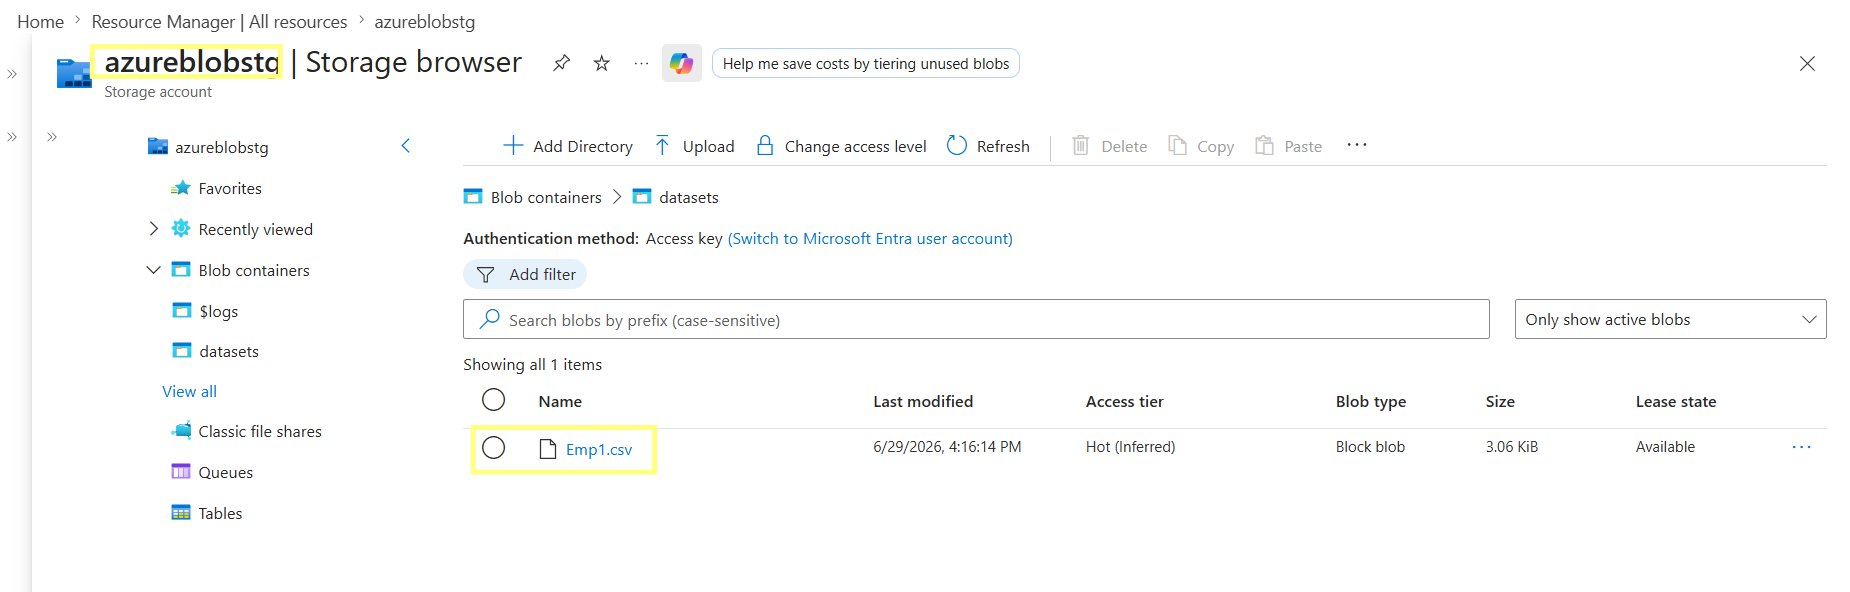 Home > Resource Manager | All resources > azureblobstg
azureblobstg | Storage browser
Help me save costs by tiering unused blobs
Storage account
azureblobstg
Favorites
Recently viewed
Blob containers
$logs
datasets
View all
Classic file shares
Queues
Tables
Add Directory Upload Change access level Refresh Delete Copy Paste
Blob containers > datasets
Authentication method: Access key (Switch to Microsoft Entra user account)
Add filter
Search blobs by prefix (case-sensitive) Only show active blobs
Showing all 1 items
Name Last modified Access tier Blob type Size Lease state
Emp1.csv 6/29/2026, 4:16:14 PM Hot (Inferred) Block blob 3.06 KiB Available